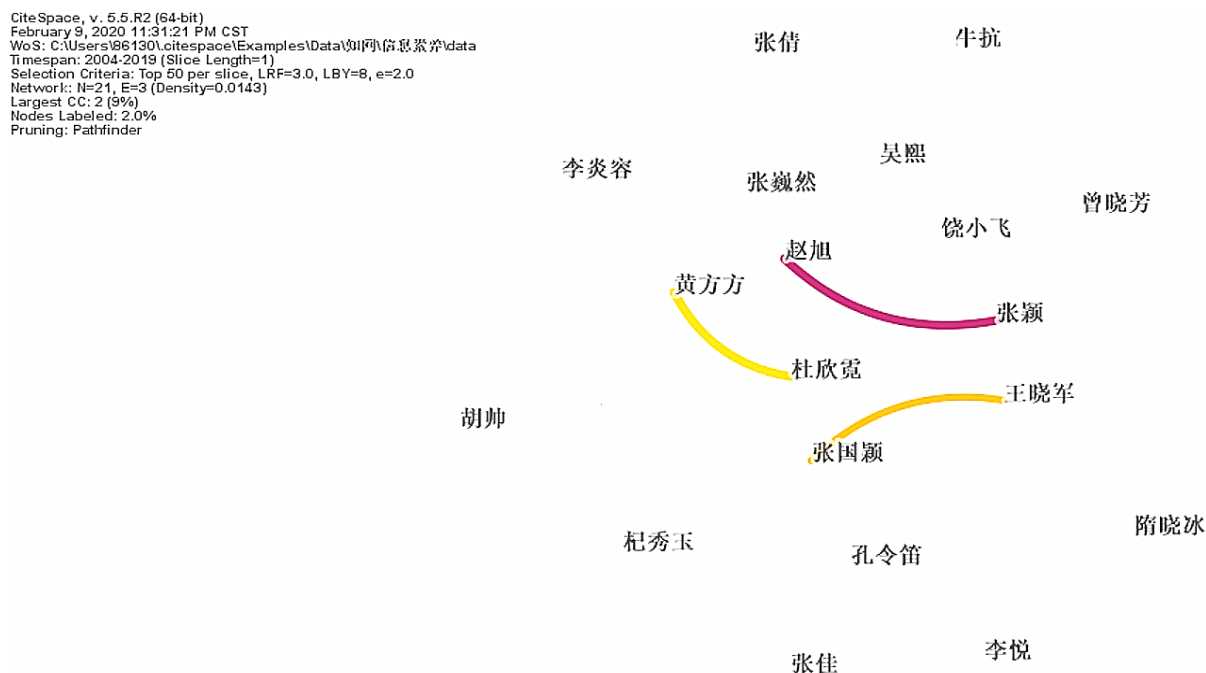 CiteSpace, v. 5.5.R2 (64-bit)
February 9, 2020 11:31:21 PM CST
WoS: C:\Users\86130\.citespace\Examples\Data\知网\信息素养\data
Timespan: 2004-2019 (Slice Length=1)
Selection Criteria: Top 50 per slice, LRF=3.0, LBY=8, e=2.0
Network: N=21, E=3 (Density=0.0143)
Largest CC: 2 (9%)
Nodes Labeled: 2.0%
Pruning: Pathfinder
张倩
牛抗
吴熙
李炎容
张巍然
曾晓芳
饶小飞
赵旭
黄方方
张颖
杜欣霓
王晓军
胡帅
张国颖
隋晓冰
杞秀玉
孔令笛
李悦
张佳